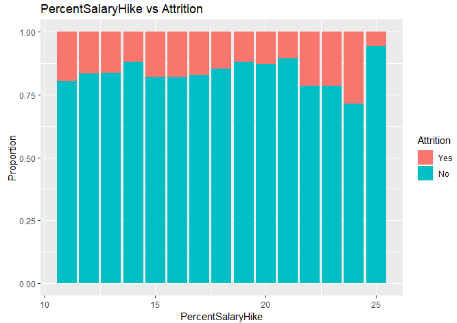 PercentSalaryHike vs Attrition
1.00
0.75
0.50
0.25
0.00
Proportion
10
15
20
25
PercentSalaryHike
Attrition
Yes
No